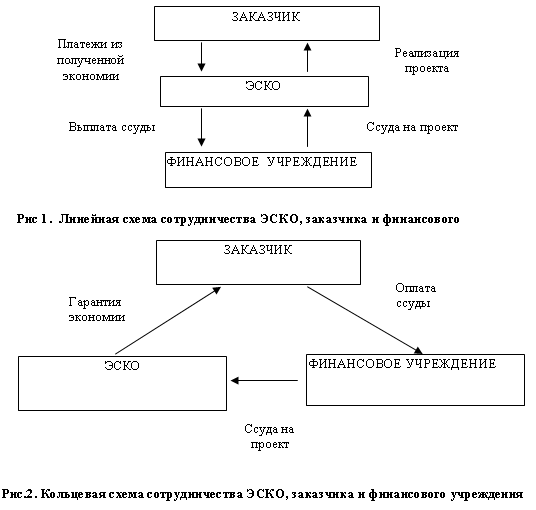 ЗАКАЗЧИК
Платежи из
полученной
экономии
Реализация
проекта
ЭСКО
Выплата ссуды
Ссуда на проект
ФИНАНСОВОЕ УЧРЕЖДЕНИЕ
Рис 1. Линейная схема сотрудничества ЭСКО, заказчика и финансового
ЗАКАЗЧИК
Гарантия
экономии
Оплата
ссуды
ЭСКО
ФИНАНСОВОЕ УЧРЕЖДЕНИЕ
Ссуда на
проект
Рис.2. Кольцевая схема сотрудничества ЭСКО, заказчика и финансового учреждения